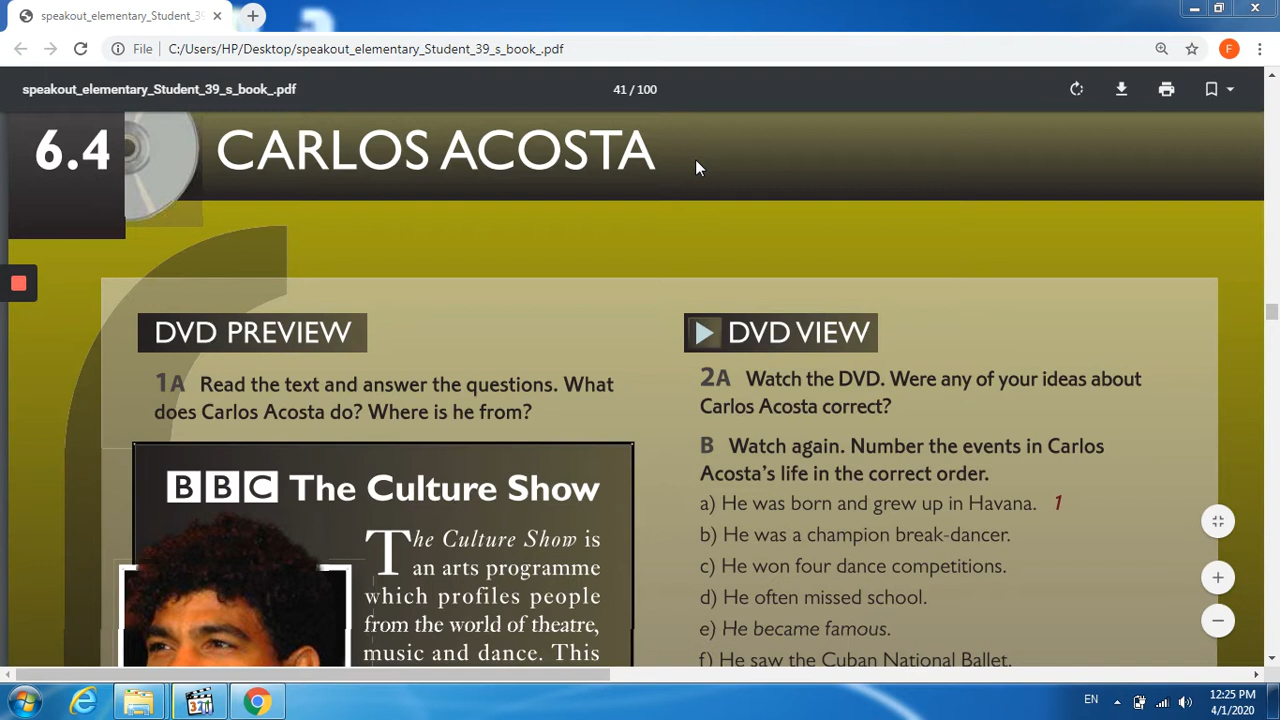 speakout_elementary_Student_39
File C:/Users/HP/Desktop/speakout_elementary_Student_39_s_book_.pdf
F
speakout_elementary_Student_39_s_book_.pdf
41 / 100
6.4 CARLOS ACOSTA
DVD PREVIEW
1A Read the text and answer the questions. What
does Carlos Acosta do? Where is he from?
BBC The Culture Show
The Culture Show is
an arts programme
which profiles people
from the world of theatre,
music and dance. This
DVD VIEW
2A Watch the DVD. Were any of your ideas about
Carlos Acosta correct?
B Watch again. Number the events in Carlos
Acosta's life in the correct order.
a) He was born and grew up in Havana. 1
b) He was a champion break-dancer.
c) He won four dance competitions.
d) He often missed school.
e) He became famous.
f) He saw the Cuban National Ballet.
321
EN
12:25 PM
4/1/2020